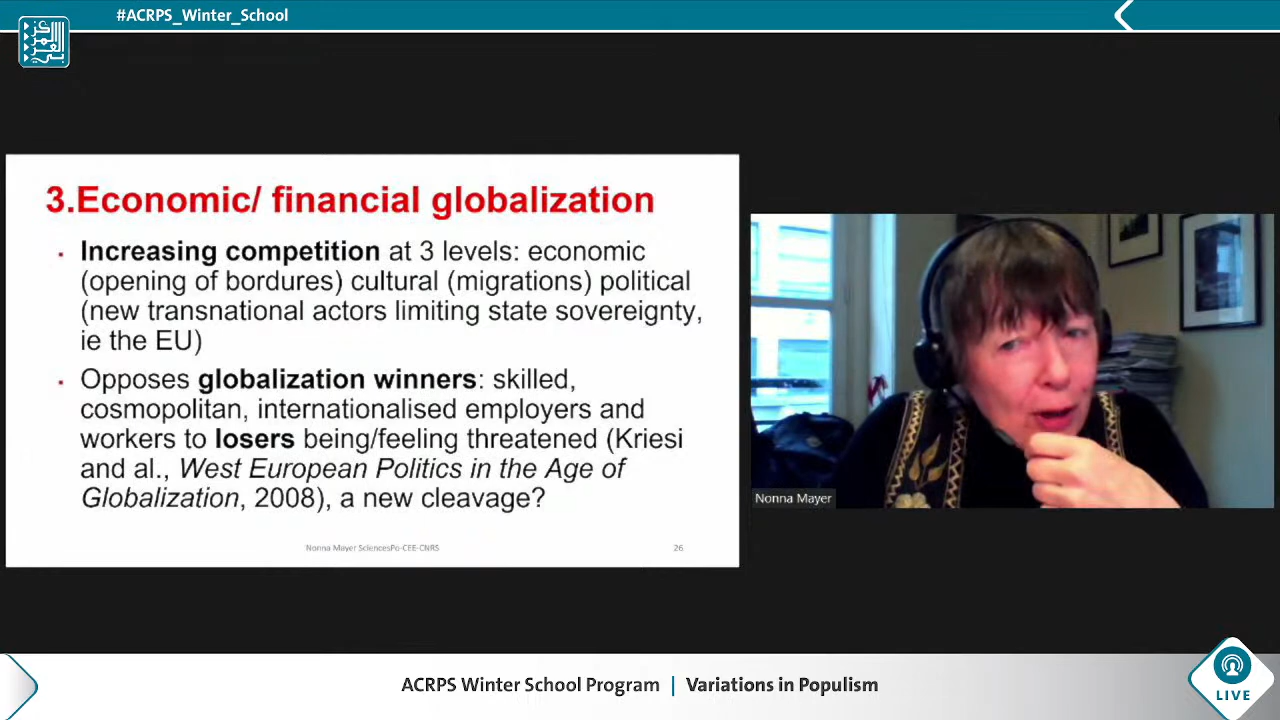 #ACRPS_Winter_School
3.Economic/ financial globalization
Increasing competition at 3 levels: economic
(opening of bordures) cultural (migrations) political
(new transnational actors limiting state sovereignty,
ie the EU)
Opposes globalization winners: skilled,
cosmopolitan, internationalised employers and
workers to losers being/feeling threatened (Kriesi
and al., West European Politics in the Age of
Globalization, 2008), a new cleavage?
Nonna Mayer SciencesPo-CEE-CNRS
26
Nonna Mayer
ACRPS Winter School Program | Variations in Populism
LIVE